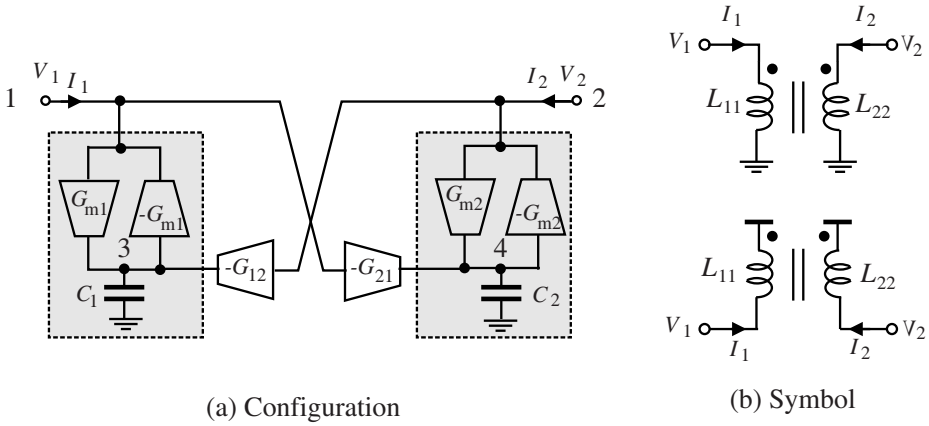 V1 I1 I2 V2
1 2
Gm1 -Gm1 Gm2 -Gm2
3 4
-G12 -G21
C1 C2
(a) Configuration
I1 I2
V1 V2
L11 L22
L11 L22
V1 V2
I1 I2
(b) Symbol